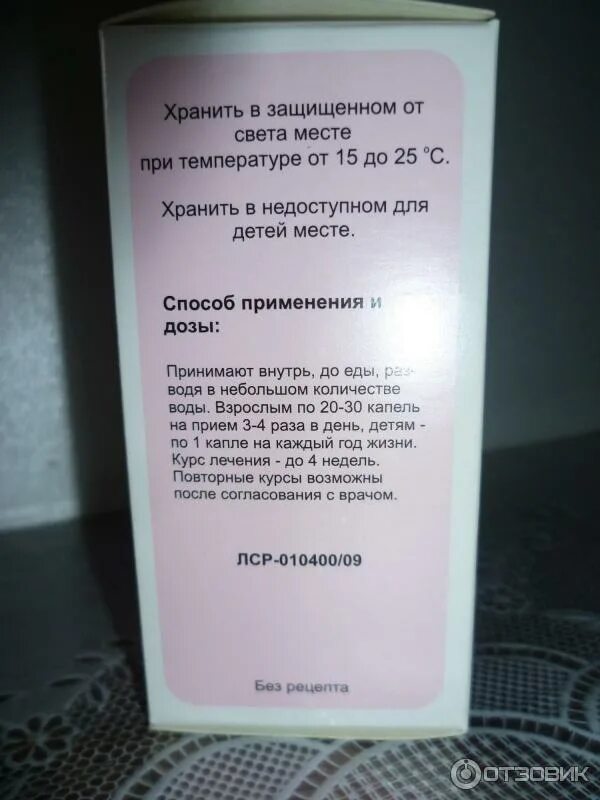 Хранить в защищенном от
света месте
при температуре от 15 до 25 °С.
Хранить в недоступном для
детей месте.
Способ применения и
дозы:
Принимают внутрь, до еды, раз-
водя в небольшом количестве
воды. Взрослым по 20-30 капель
на прием 3-4 раза в день, детям -
по 1 капле на каждый год жизни.
Курс лечения - до 4 недель.
Повторные курсы возможны
после согласования с врачом.
ЛСР-010400/09
Без рецепта
ОТЗОВИК